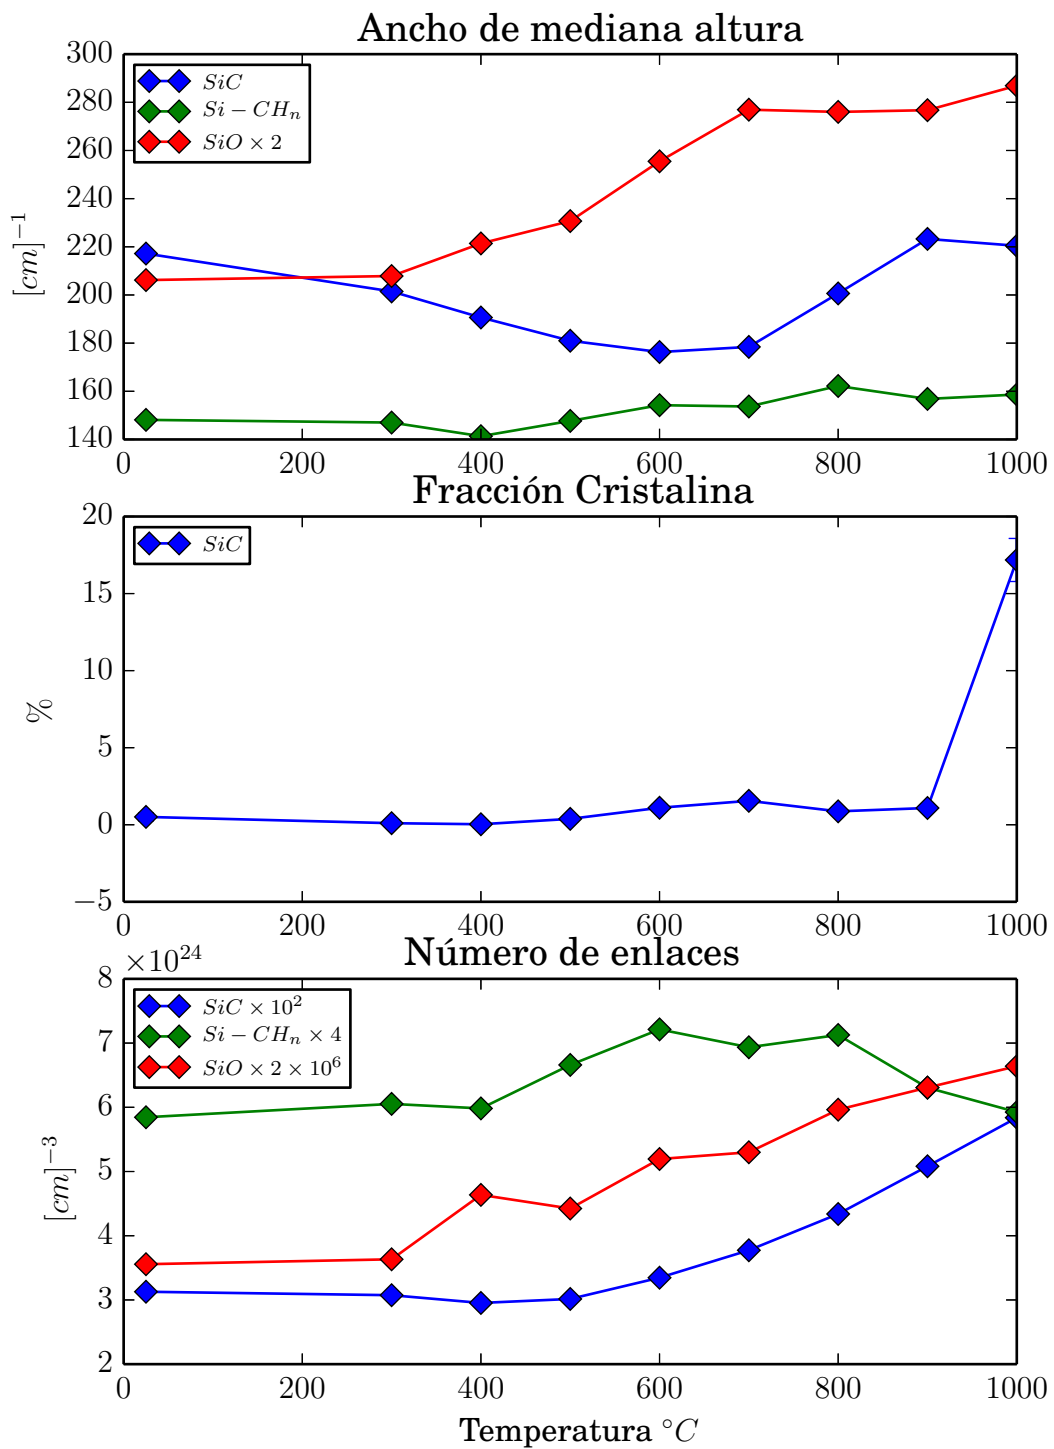 Ancho de mediana altura
300
280
260
240
220
200
180
160
140
[cm]⁻¹
SiC
Si − CHₙ
SiO × 2
0 200 400 600 800 1000
Fracción Cristalina
20
15
10
5
0
−5
%
SiC
0 200 400 600 800 1000
Número de enlaces
×10²⁴
8
7
6
5
4
3
2
[cm]⁻³
SiC × 10²
Si − CHₙ × 4
SiO × 2 × 10⁶
0 200 400 600 800 1000
Temperatura °C